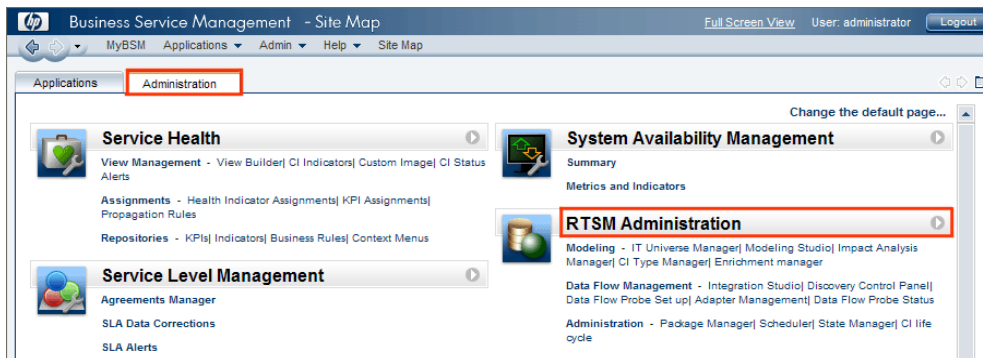 hp Business Service Management - Site Map Full Screen View User: administrator Logout
MyBSM Applications Admin Help Site Map
Applications Administration
Change the default page...
Service Health
View Management - View Builder| CI Indicators| Custom Image| CI Status
Alerts
Assignments - Health Indicator Assignments| KPI Assignments|
Propagation Rules
Repositories - KPIs| Indicators| Business Rules| Context Menus
Service Level Management
Agreements Manager
SLA Data Corrections
SLA Alerts
System Availability Management
Summary
Metrics and Indicators
RTSM Administration
Modeling - IT Universe Manager| Modeling Studio| Impact Analysis
Manager| CI Type Manager| Enrichment manager
Data Flow Management - Integration Studio| Discovery Control Panel|
Data Flow Probe Set up| Adapter Management| Data Flow Probe Status
Administration - Package Manager| Scheduler| State Manager| CI life
cycle